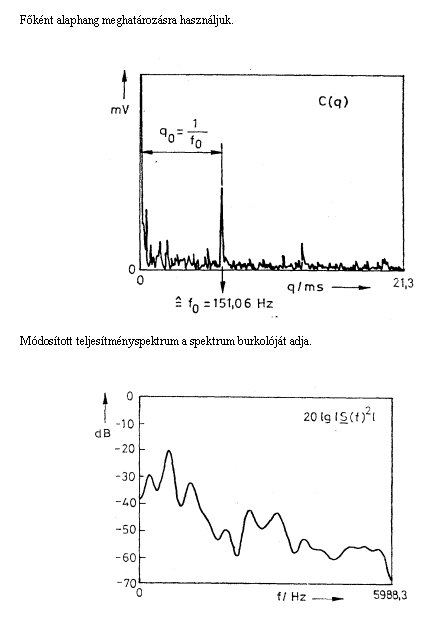 Főként alaphang meghatározásra használjuk.
mV
C(q)
q₀ = 1/f₀
0
0
21,3
q/ms
≙ f₀ = 151,06 Hz
Módosított teljesítményspektrum a spektrum burkolóját adja.
0
20 lg |S(f)²|
-10
dB
-20
-30
-40
-50
-60
-70
0
f/Hz
5988,3